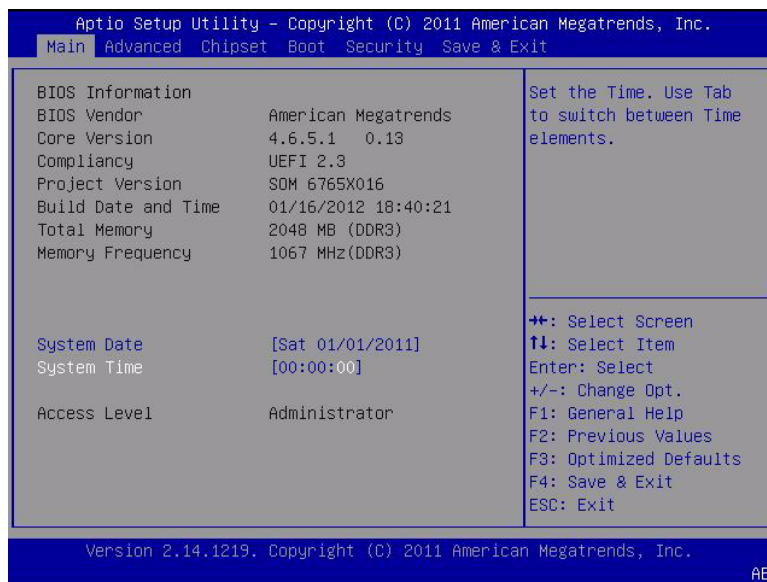 Aptio Setup Utility – Copyright (C) 2011 American Megatrends, Inc.
Main Advanced Chipset Boot Security Save & Exit
BIOS Information
BIOS Vendor American Megatrends
Core Version 4.6.5.1 0.13
Compliancy UEFI 2.3
Project Version SOM 6765X016
Build Date and Time 01/16/2012 18:40:21
Total Memory 2048 MB (DDR3)
Memory Frequency 1067 MHz(DDR3)
System Date [Sat 01/01/2011]
System Time [00:00:00]
Access Level Administrator
Set the Time. Use Tab
to switch between Time
elements.
→←: Select Screen
↑↓: Select Item
Enter: Select
+/-: Change Opt.
F1: General Help
F2: Previous Values
F3: Optimized Defaults
F4: Save & Exit
ESC: Exit
Version 2.14.1219. Copyright (C) 2011 American Megatrends, Inc.